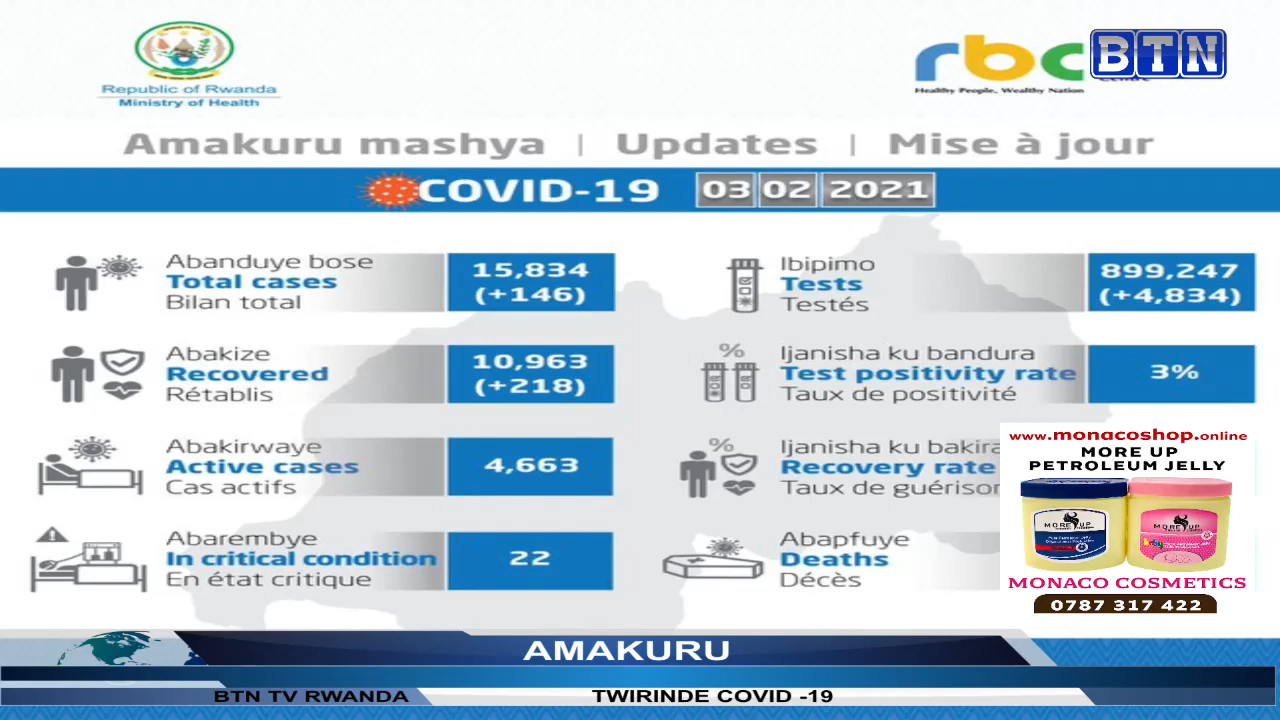 Republic of Rwanda
Ministry of Health
rbc
BTN
Healthy People, Wealthy Nation
Amakuru mashya | Updates | Mise à jour
COVID-19 03 02 2021
Abanduye bose
Total cases
Bilan total
15,834
(+146)
Ibipimo
Tests
Testés
899,247
(+4,834)
Abakize
Recovered
Rétablis
10,963
(+218)
%
Ijanisha ku bandura
Test positivity rate
Taux de positivité
3%
Abakirwaye
Active cases
Cas actifs
4,663
%
Ijanisha ku bakira
Recovery rate
Taux de guérison
Abarembye
In critical condition
En état critique
22
Abapfuye
Deaths
Décès
www.monacoshop.online
MORE UP
PETROLEUM JELLY
MORE UP
MORE UP
MONACO COSMETICS
0787 317 422
AMAKURU
BTN TV RWANDA
TWIRINDE COVID -19